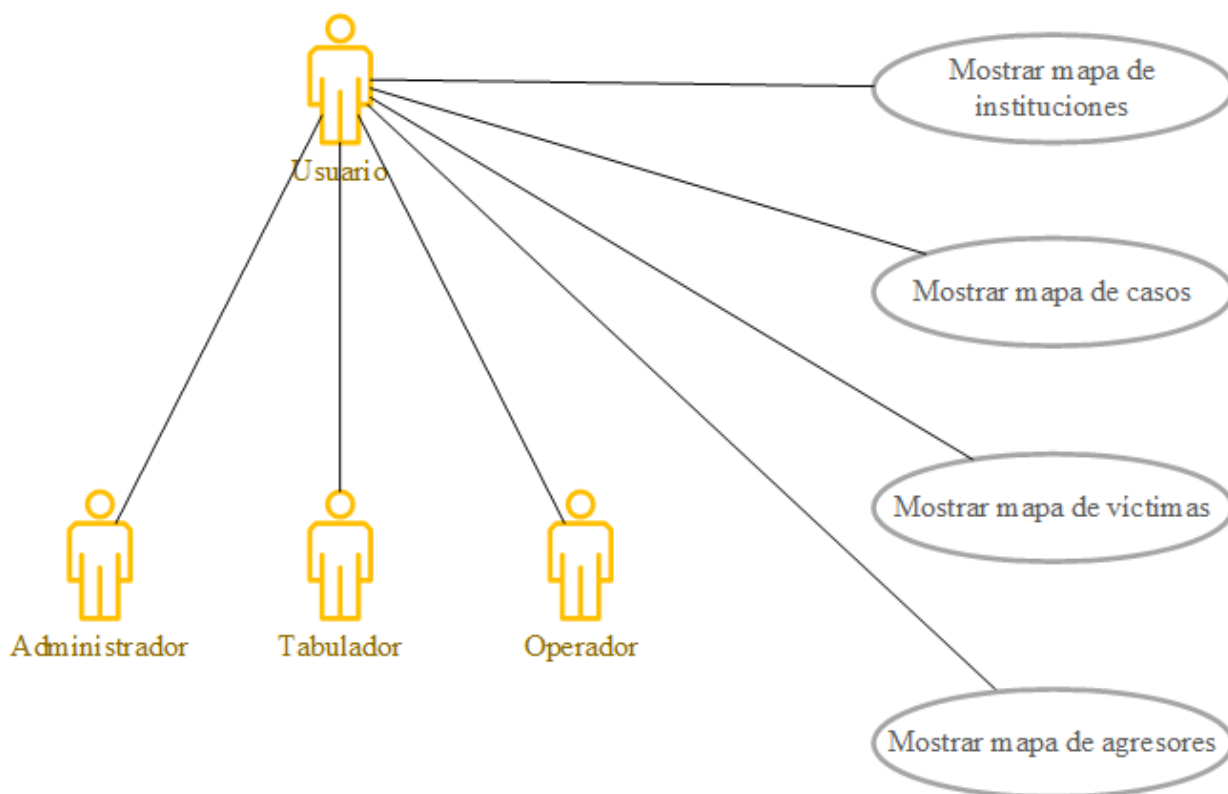 Mostrar mapa de
instituciones
Usuario
Mostrar mapa de casos
Mostrar mapa de víctimas
Administrador
Tabulador
Operador
Mostrar mapa de agresores